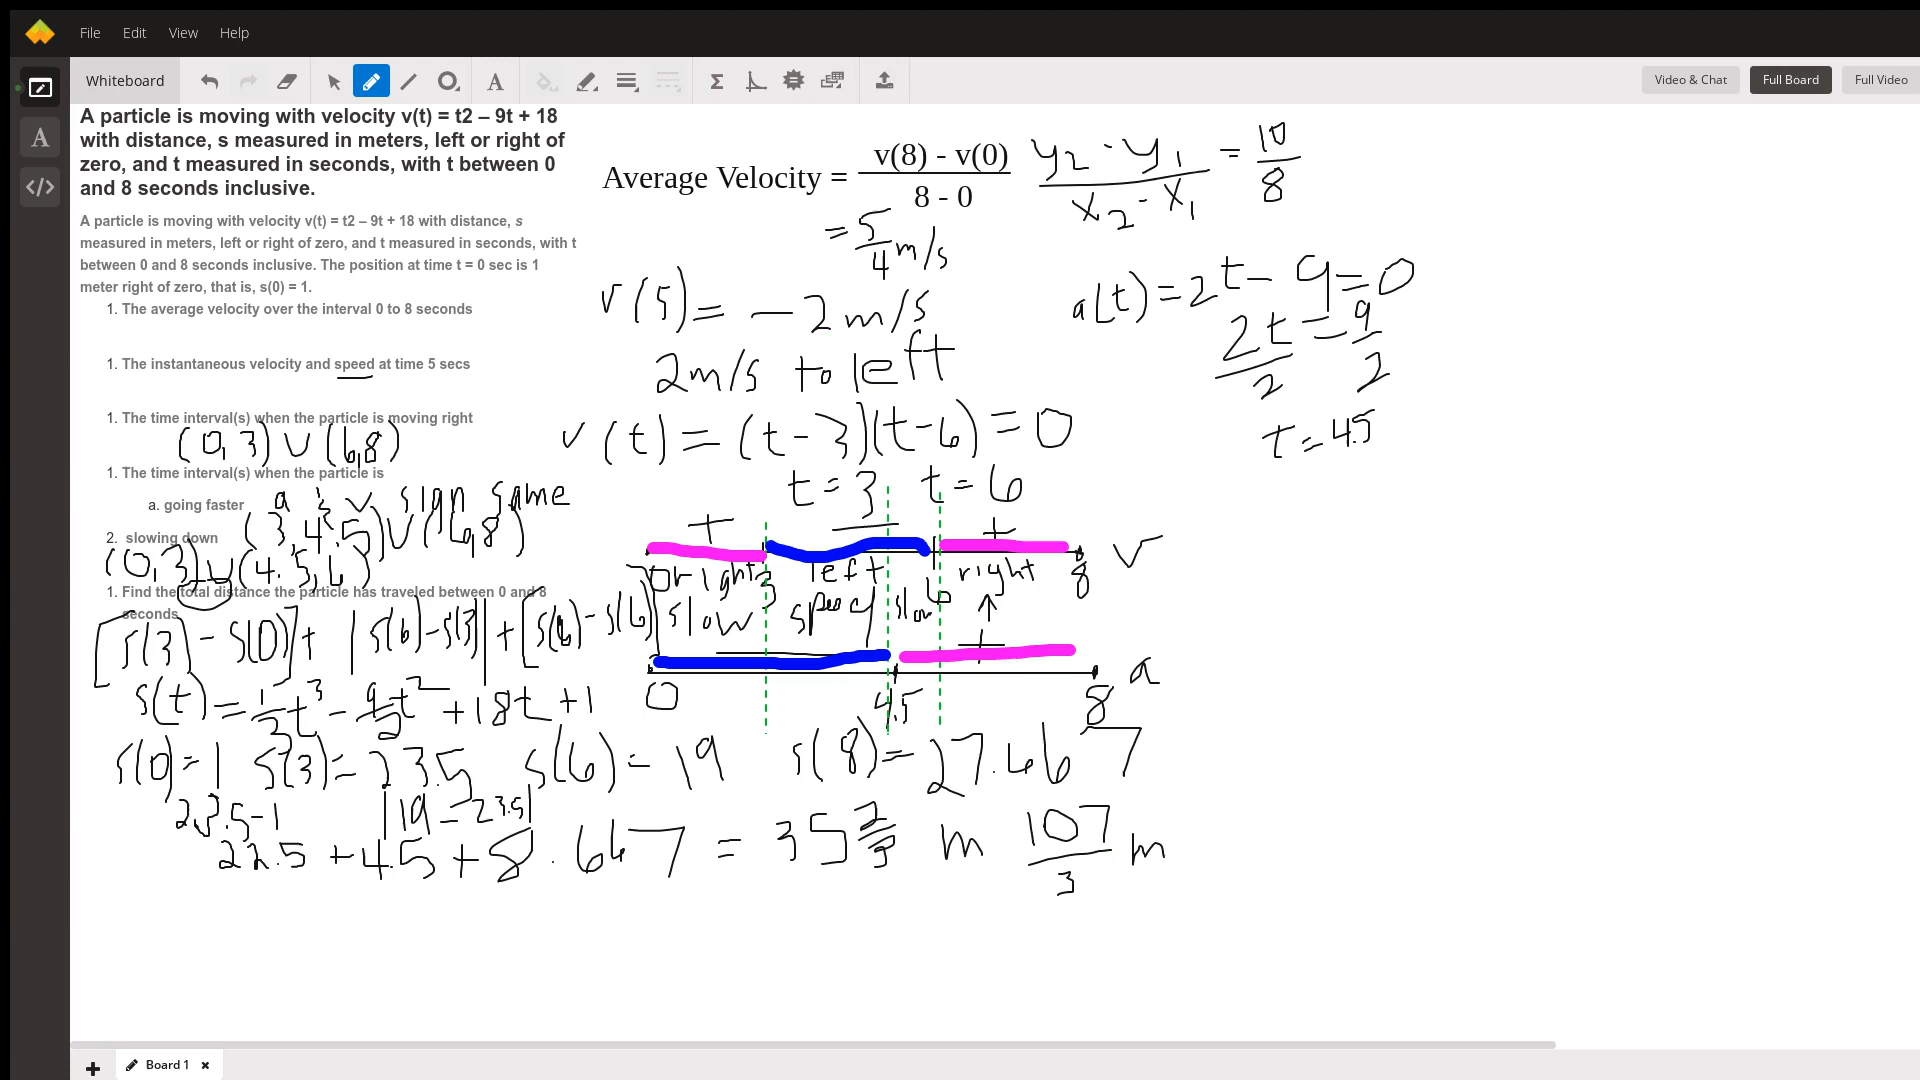 File Edit View Help
Whiteboard
Video & Chat Full Board Full Video
A particle is moving with velocity v(t) = t2 – 9t + 18
with distance, s measured in meters, left or right of
zero, and t measured in seconds, with t between 0
and 8 seconds inclusive.
A particle is moving with velocity v(t) = t2 – 9t + 18 with distance, s
measured in meters, left or right of zero, and t measured in seconds, with t
between 0 and 8 seconds inclusive. The position at time t = 0 sec is 1
meter right of zero, that is, s(0) = 1.
1. The average velocity over the interval 0 to 8 seconds
1. The instantaneous velocity and speed at time 5 secs
1. The time interval(s) when the particle is moving right
(0,3) ∪ (6,8)
1. The time interval(s) when the particle is
a. going faster
a & v sign same
(3,4.5) ∪ (6,8)
2. slowing down
(0,3) ∪ (4.5,6)
1. Find the total distance the particle has traveled between 0 and 8
seconds
Average Velocity = v(8) - v(0) / 8 - 0
y2 - y1 / x2 - x1 = 10/8
= 5/4 m/s
v(5) = -2 m/s
2 m/s to left
v(t) = (t-3)(t-6) = 0
t = 3 t = 6
a(t) = 2t - 9 = 0
2t/2 = 9/2
t = 4.5
+ — +
0 right 3 left 6 right 8 v
slow speed slow ↑
— +
0 4.5 8 a
s(t) = 1/3 t^3 - 9/2 t^2 + 18t + 1
s(0) = 1 s(3) = 23.5 s(6) = 19 s(8) = 27.667
23.5 - 1 |19 - 23.5|
22.5 + 4.5 + 8.667 = 35 2/3 m 107/3 m
Board 1